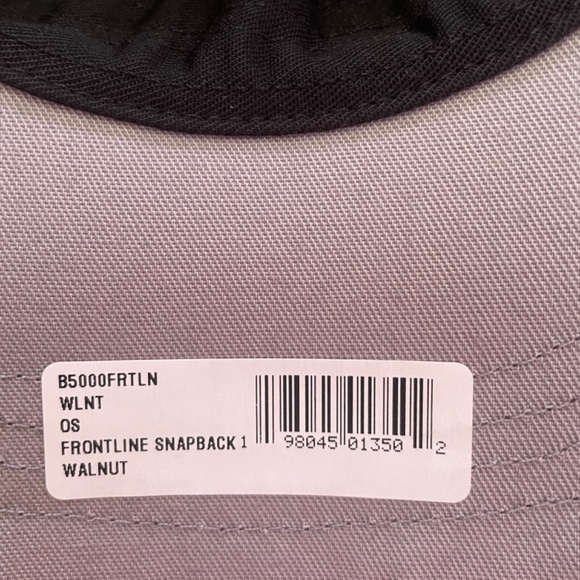 B5000FRTLN
WLNT
OS
FRONTLINE SNAPBACK
WALNUT
1 98045 01350 2